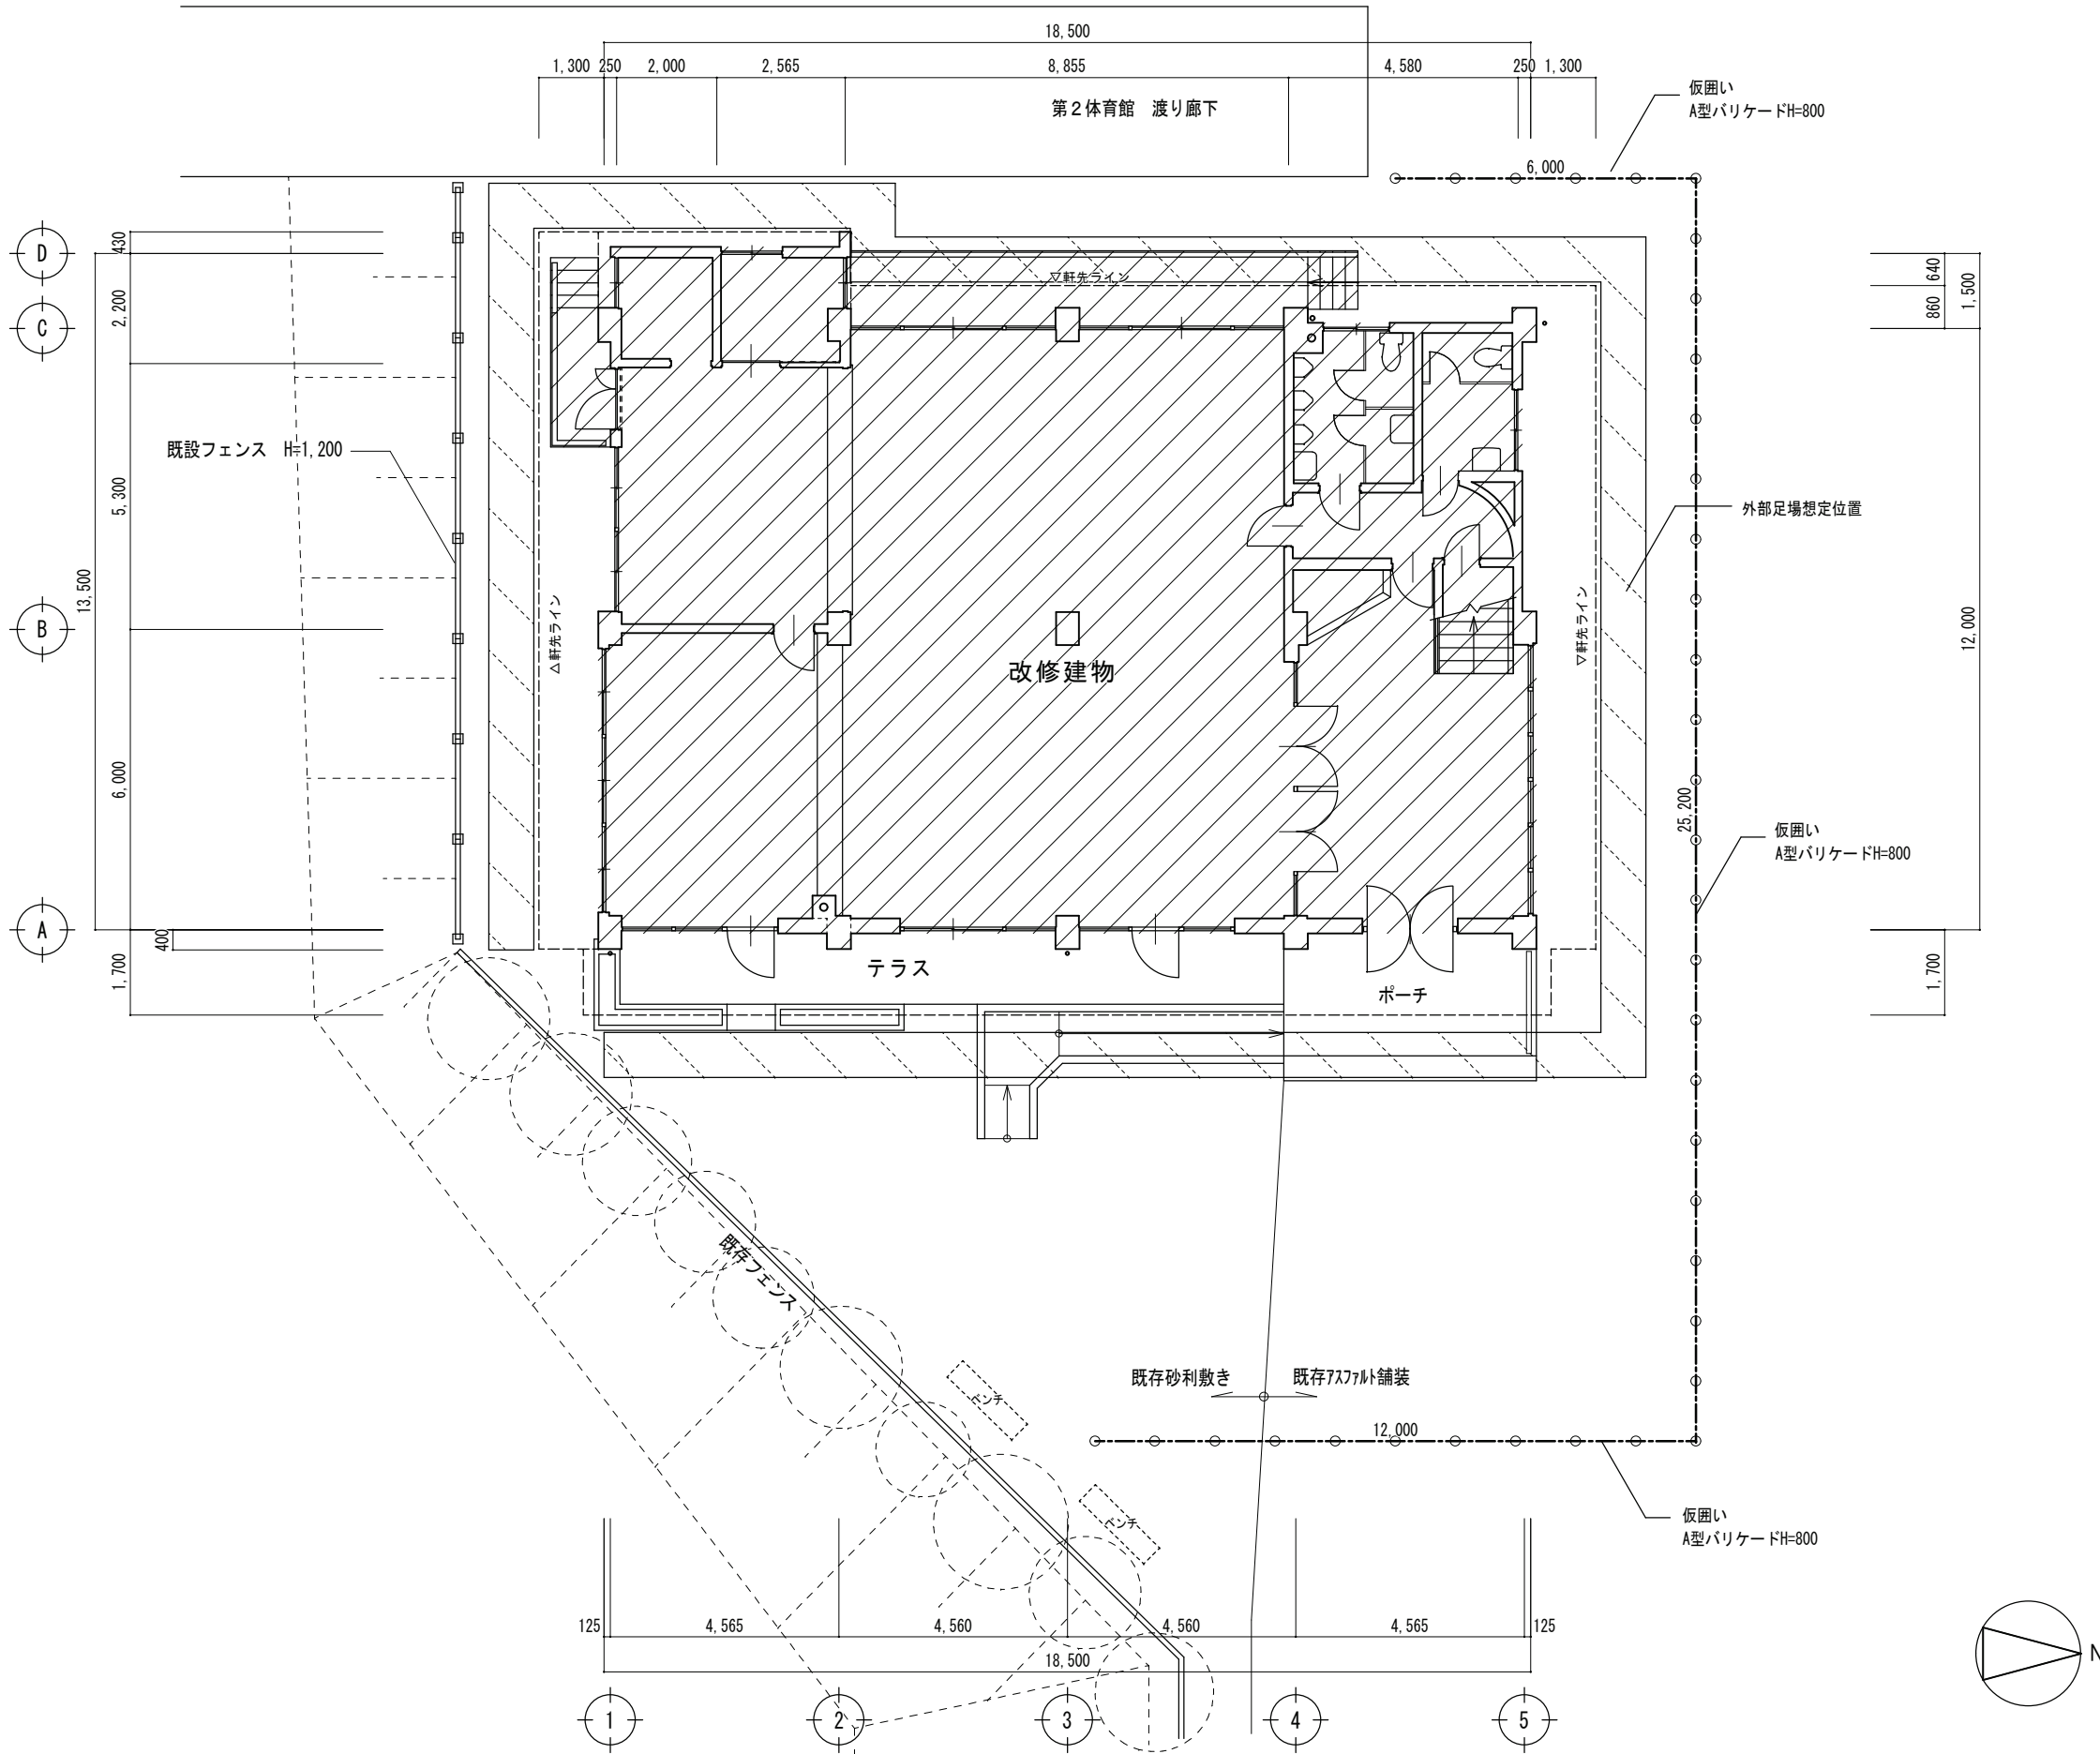 18,500
1,300 250 2,000 2,565 8,855 4,580 250 1,300
第2体育館 渡り廊下
仮囲い
A型バリケードH=800
6,000
D
C
B
A
430
2,200
5,300
6,000
13,500
400
1,700
640
860
1,500
12,000
1,700
既設フェンス H=1,200
▽軒先ライン
△軒先ライン
▽軒先ライン
外部足場想定位置
改修建物
25,200
仮囲い
A型バリケードH=800
テラス
ポーチ
既存フェンス
ベンチ
既存砂利敷き 既存アスファルト舗装
12,000
ベンチ
仮囲い
A型バリケードH=800
125 4,565 4,560 4,560 4,565 125
18,500
1 2 3 4 5
N